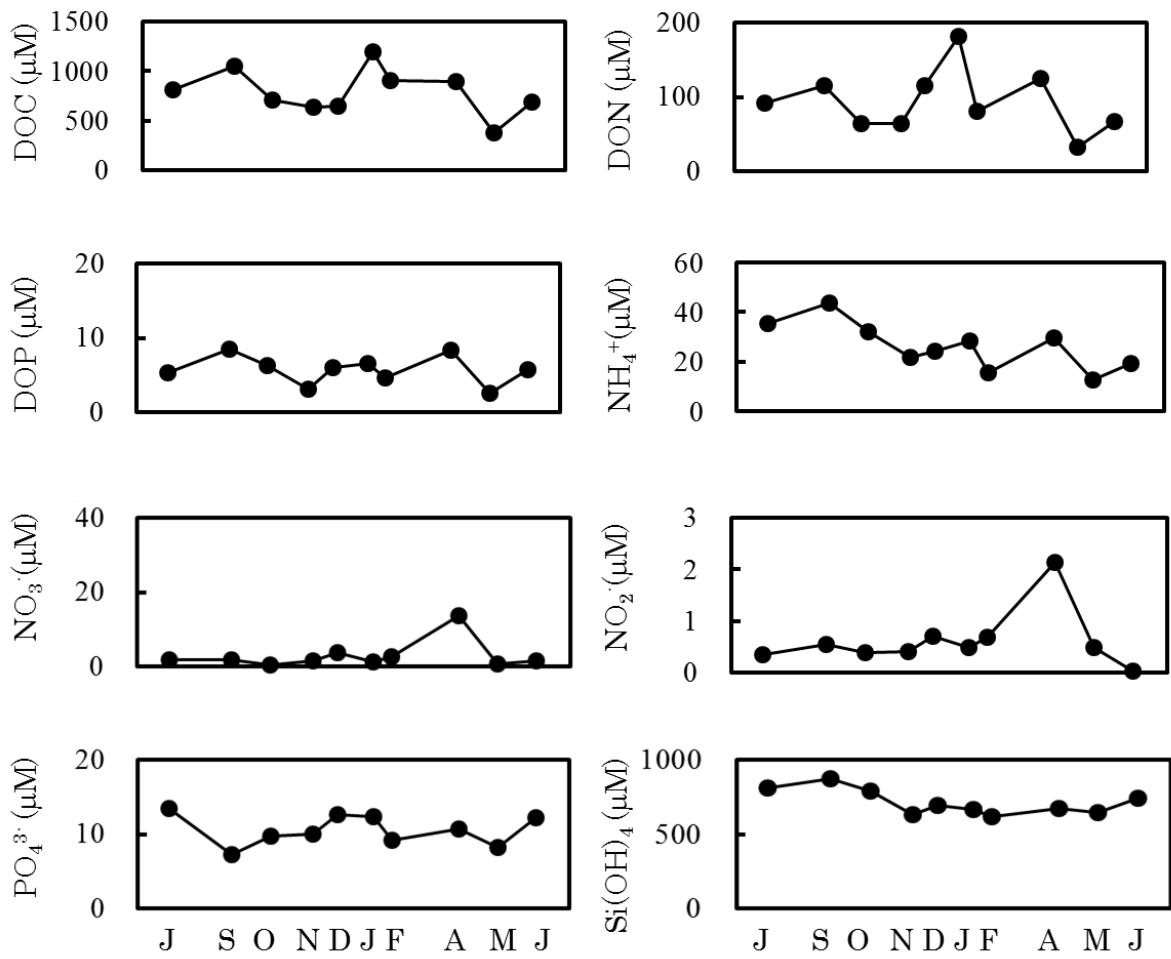 DOC (μM)
1500
1000
500
0
DON (μM)
200
100
0
DOP (μM)
20
10
0
NH₄⁺(μM)
60
40
20
0
NO₃⁻(μM)
40
20
0
NO₂⁻(μM)
3
2
1
0
PO₄³⁻ (μM)
20
10
0
J S O N D J F A M J
Si(OH)₄ (μM)
1000
500
0
J S O N D J F A M J